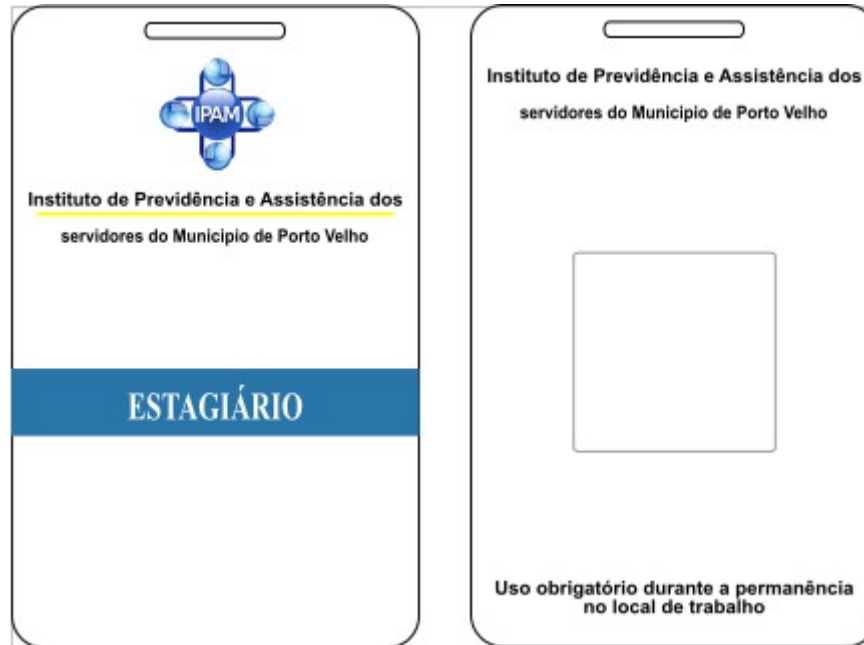 IPAM
Instituto de Previdência e Assistência dos
servidores do Municipio de Porto Velho
ESTAGIÁRIO
Instituto de Previdência e Assistência dos
servidores do Municipio de Porto Velho
Uso obrigatório durante a permanência
no local de trabalho